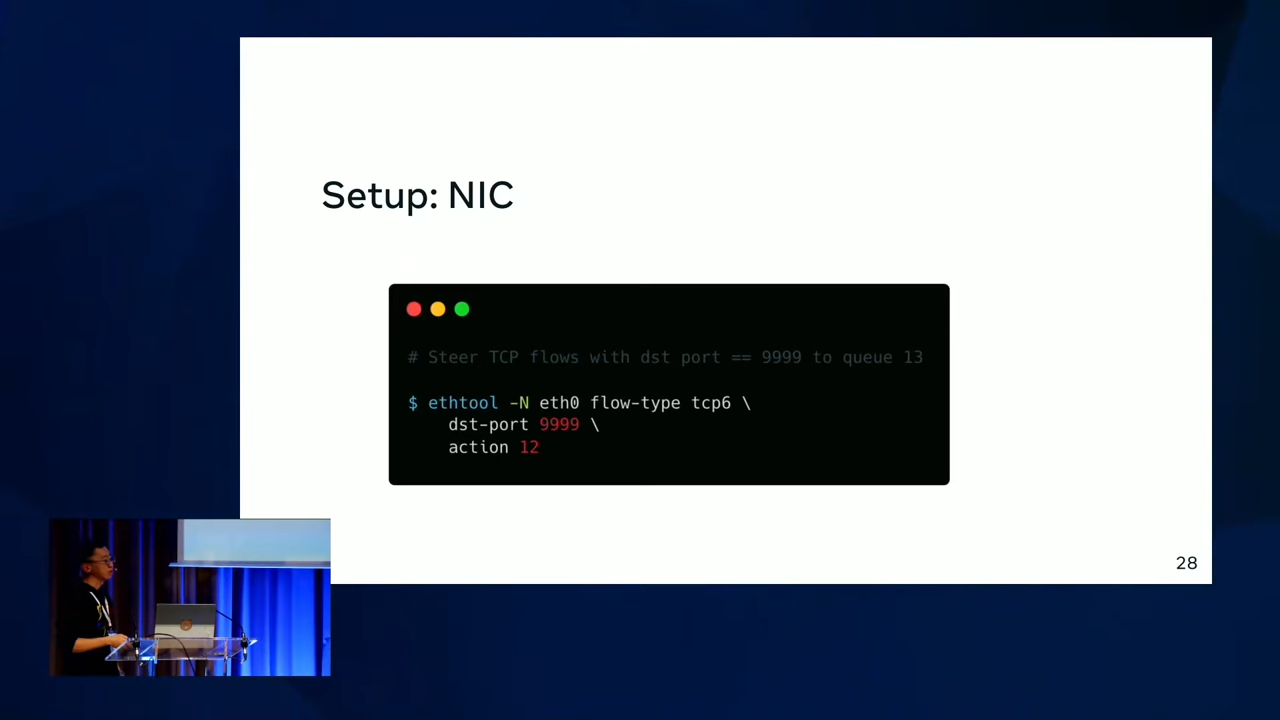 Setup: NIC
# Steer TCP flows with dst port == 9999 to queue 13
$ ethtool -N eth0 flow-type tcp6 \
dst-port 9999 \
action 12
28